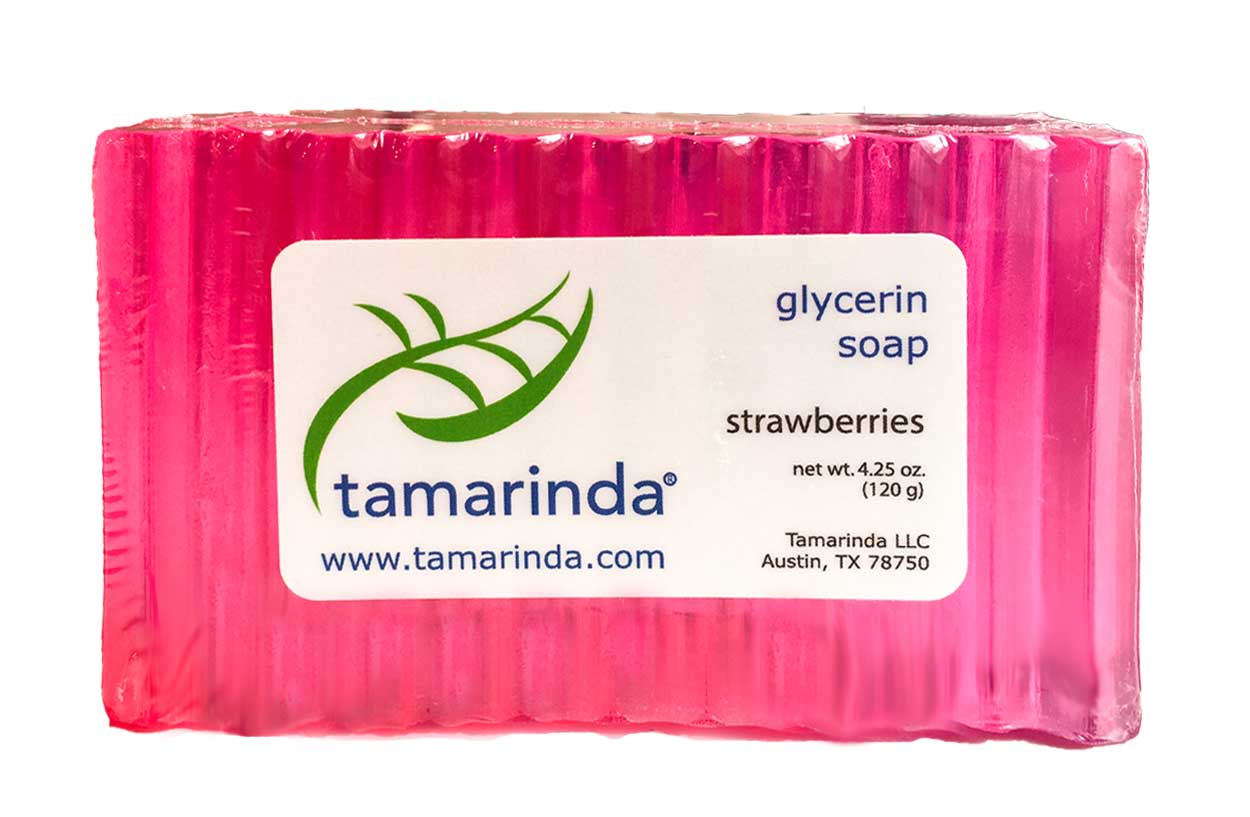 tamarinda®
www.tamarinda.com
glycerin
soap
strawberries
net wt. 4.25 oz.
(120 g)
Tamarinda LLC
Austin, TX 78750